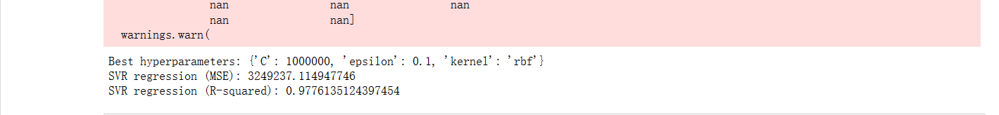 nan nan nan
nan nan]
warnings.warn(
Best hyperparameters: {'C': 1000000, 'epsilon': 0.1, 'kernel': 'rbf'}
SVR regression (MSE): 3249237.114947746
SVR regression (R-squared): 0.9776135124397454